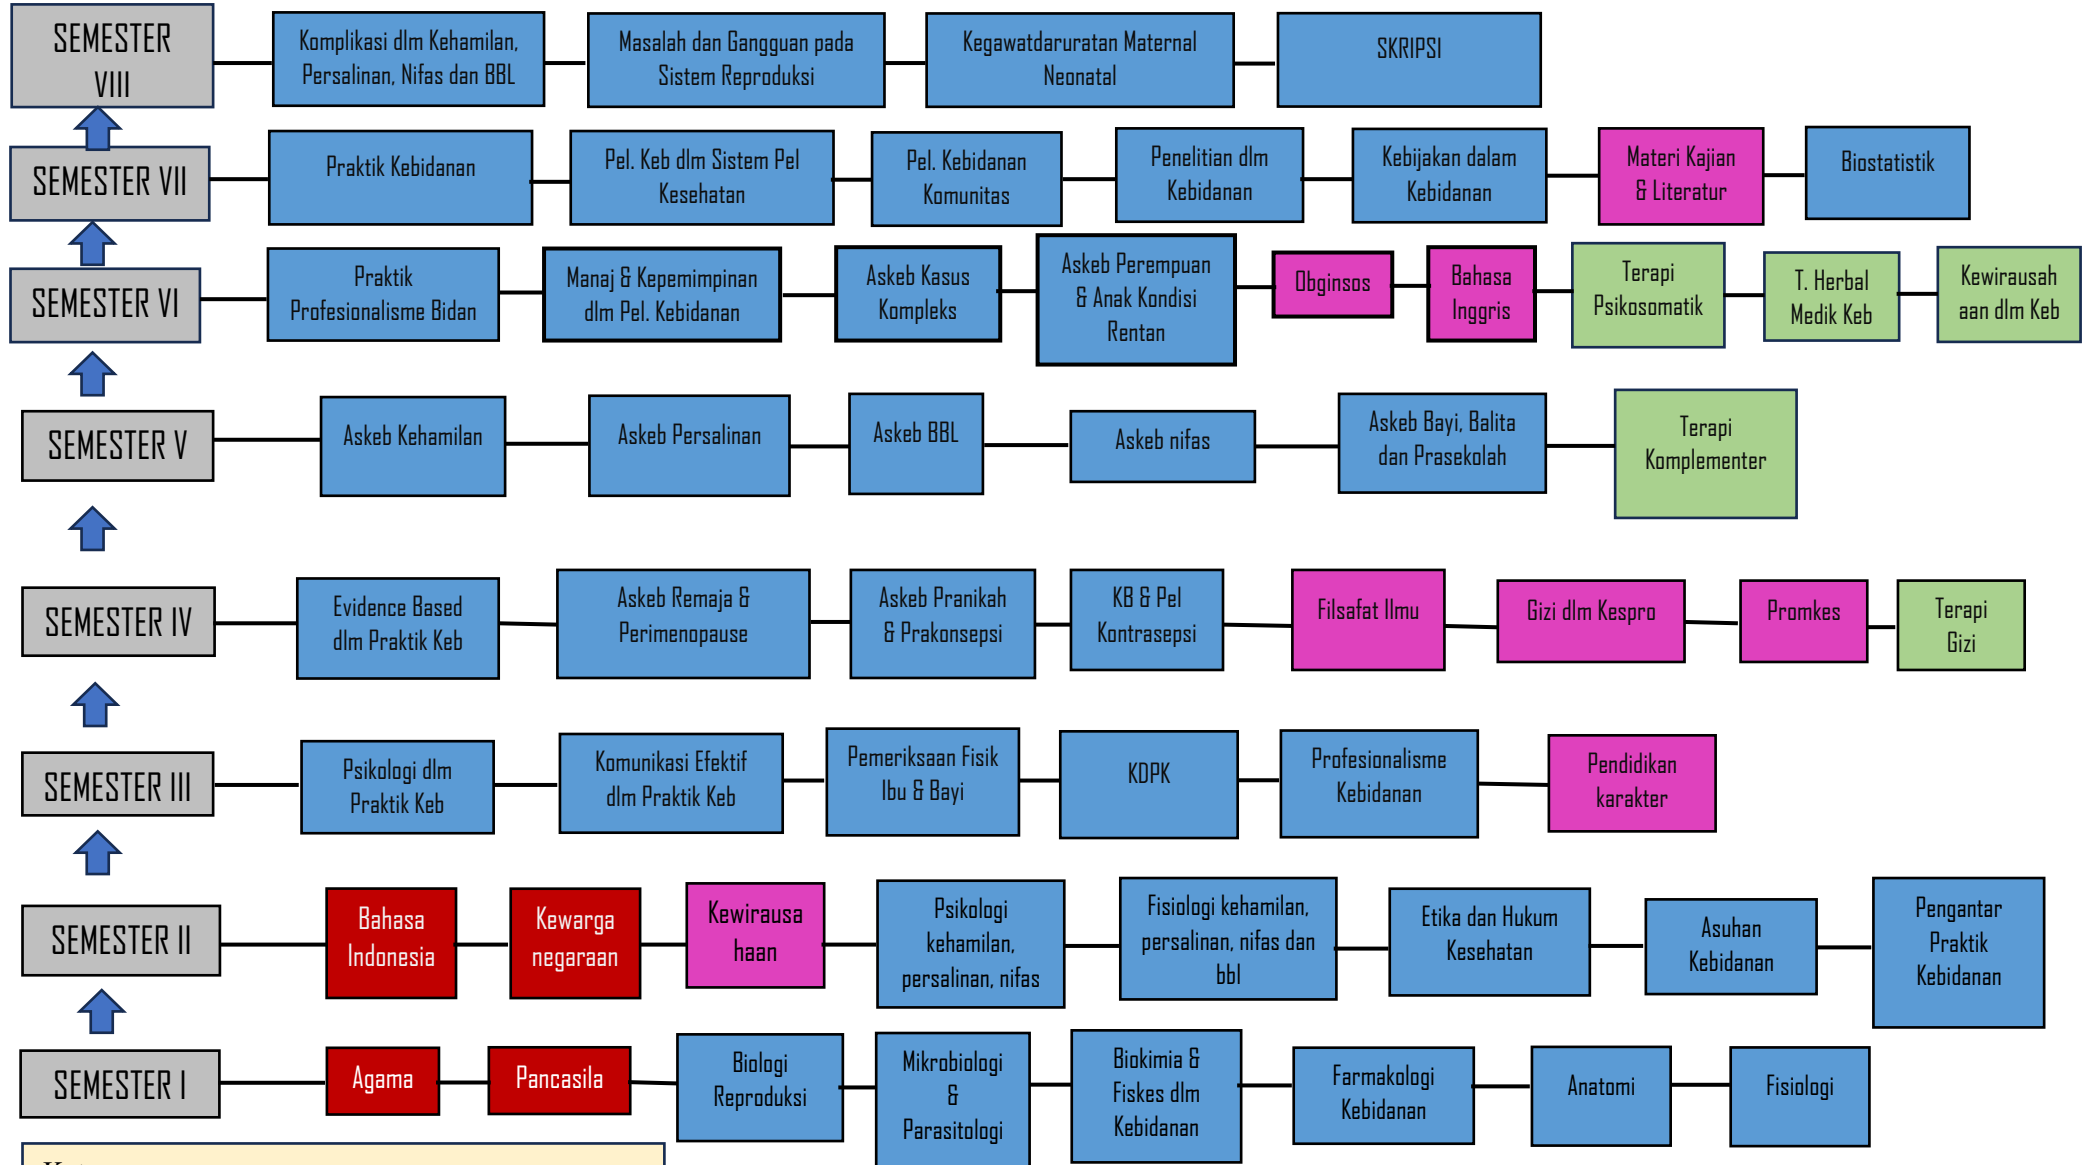 SEMESTER
VIII
Komplikasi dlm Kehamilan,
Persalinan, Nifas dan BBL
Masalah dan Gangguan pada
Sistem Reproduksi
Kegawatdaruratan Maternal
Neonatal
SKRIPSI
SEMESTER VII
Praktik Kebidanan
Pel. Keb dlm Sistem Pel
Kesehatan
Pel. Kebidanan
Komunitas
Penelitian dlm
Kebidanan
Kebijakan dalam
Kebidanan
Materi Kajian
& Literatur
Biostatistik
SEMESTER VI
Praktik
Profesionalisme Bidan
Manaj & Kepemimpinan
dlm Pel. Kebidanan
Askeb Kasus
Kompleks
Askeb Perempuan
& Anak Kondisi
Rentan
Obginsos
Bahasa
Inggris
Terapi
Psikosomatik
T. Herbal
Medik Keb
Kewirausah
aan dlm Keb
SEMESTER V
Askeb Kehamilan
Askeb Persalinan
Askeb BBL
Askeb nifas
Askeb Bayi, Balita
dan Prasekolah
Terapi
Komplementer
SEMESTER IV
Evidence Based
dlm Praktik Keb
Askeb Remaja &
Perimenopause
Askeb Pranikah
& Prakonsepsi
KB & Pel
Kontrasepsi
Filsafat Ilmu
Gizi dlm Kespro
Promkes
Terapi
Gizi
SEMESTER III
Psikologi dlm
Praktik Keb
Komunikasi Efektif
dlm Praktik Keb
Pemeriksaan Fisik
Ibu & Bayi
KDPK
Profesionalisme
Kebidanan
Pendidikan
karakter
SEMESTER II
Bahasa
Indonesia
Kewarga
negaraan
Kewirausa
haan
Psikologi
kehamilan,
persalinan, nifas
Fisiologi kehamilan,
persalinan, nifas dan
bbl
Etika dan Hukum
Kesehatan
Asuhan
Kebidanan
Pengantar
Praktik
Kebidanan
SEMESTER I
Agama
Pancasila
Biologi
Reproduksi
Mikrobiologi
&
Parasitologi
Biokimia &
Fiskes dlm
Kebidanan
Farmakologi
Kebidanan
Anatomi
Fisiologi